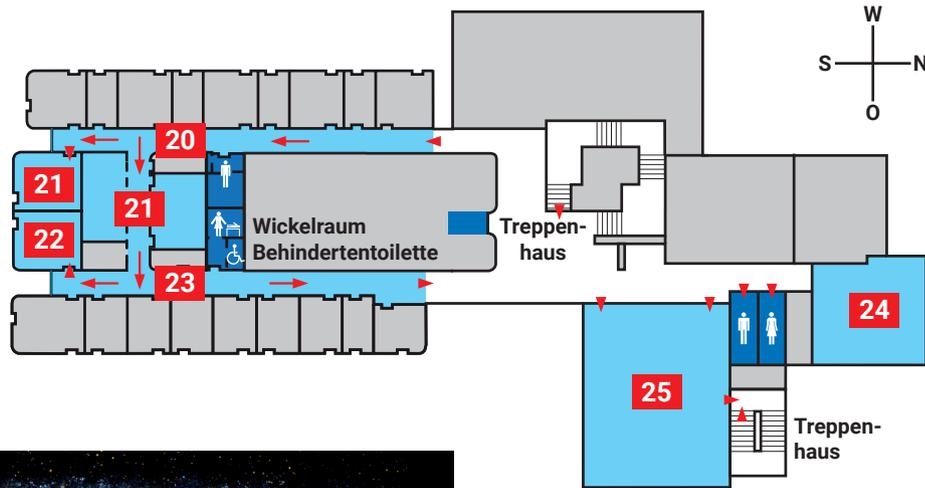 W
S
N
O
20
21
21
22
Wickelraum
Behindertentoilette
Treppen-
haus
23
24
25
Treppen-
haus